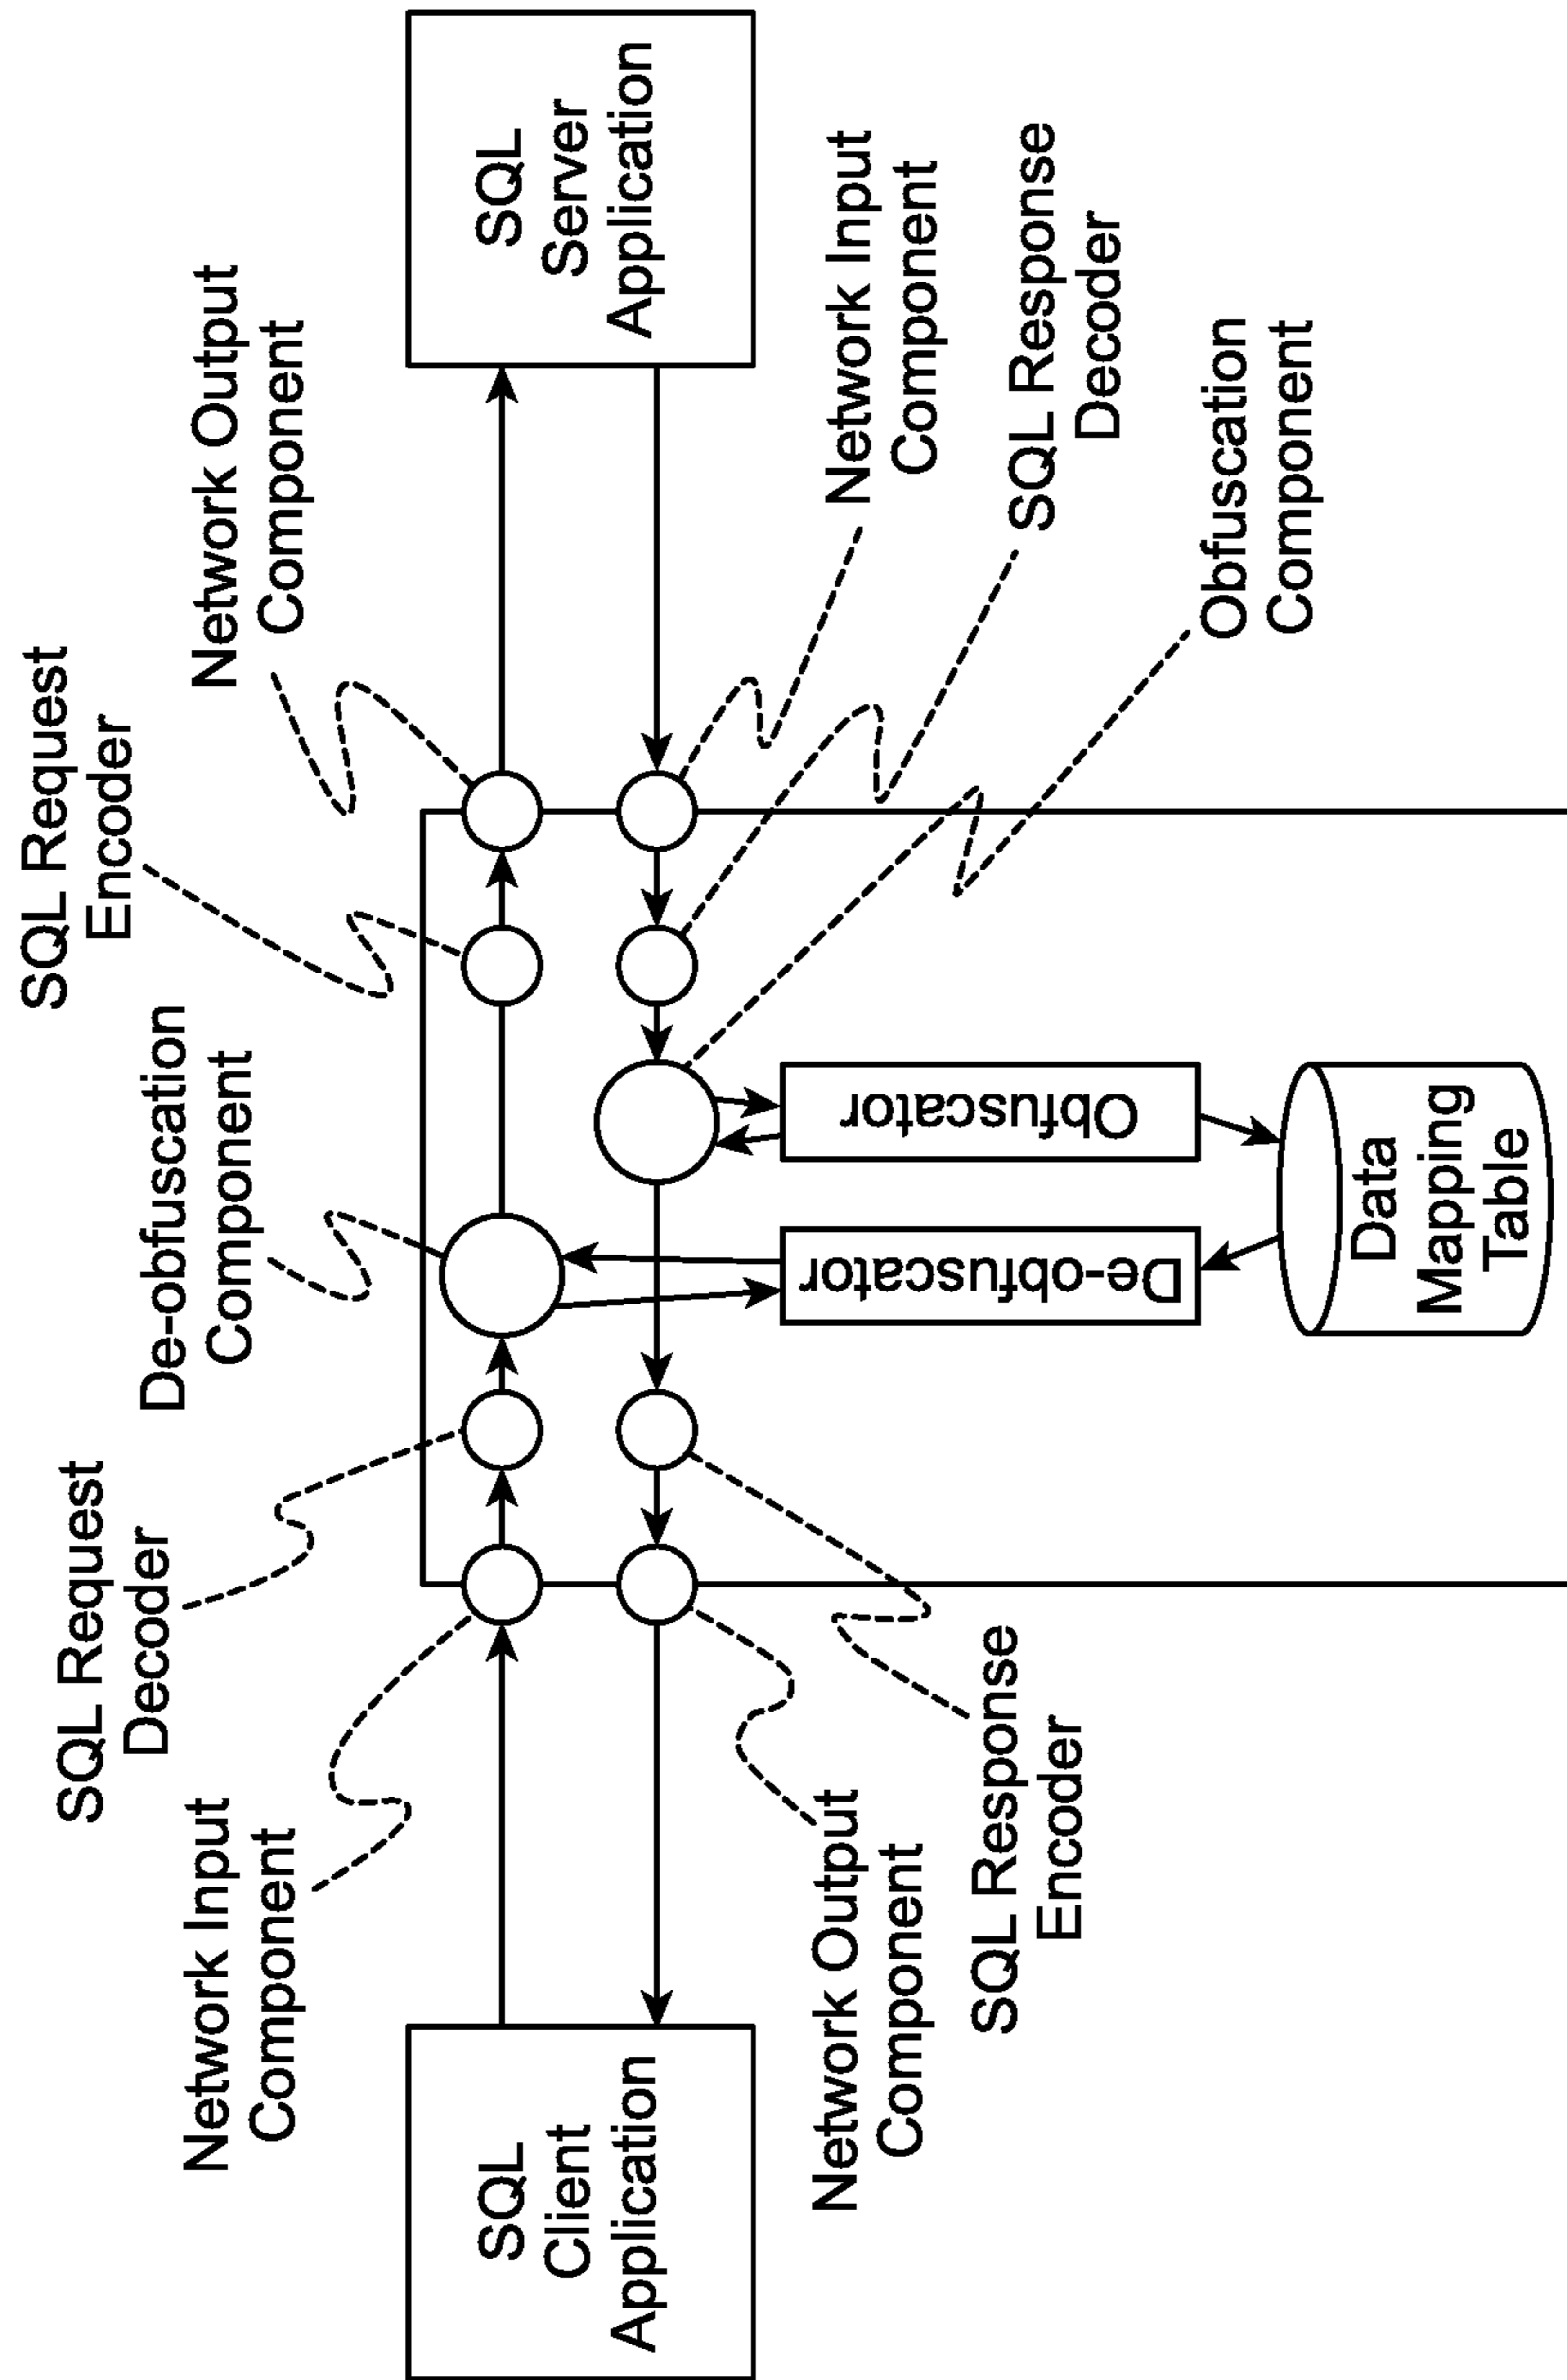 SQL Request
Encoder
Network Output
Component
De-obfuscation
Component
SQL Request
Decoder
Network Input
Component
SQL
Client
Application
SQL
Server
Application
De-obfuscator
Obfuscator
Data
Mapping
Table
Network Output
Component
SQL Response
Encoder
Network Input
Component
SQL Response
Decoder
Obfuscation
Component